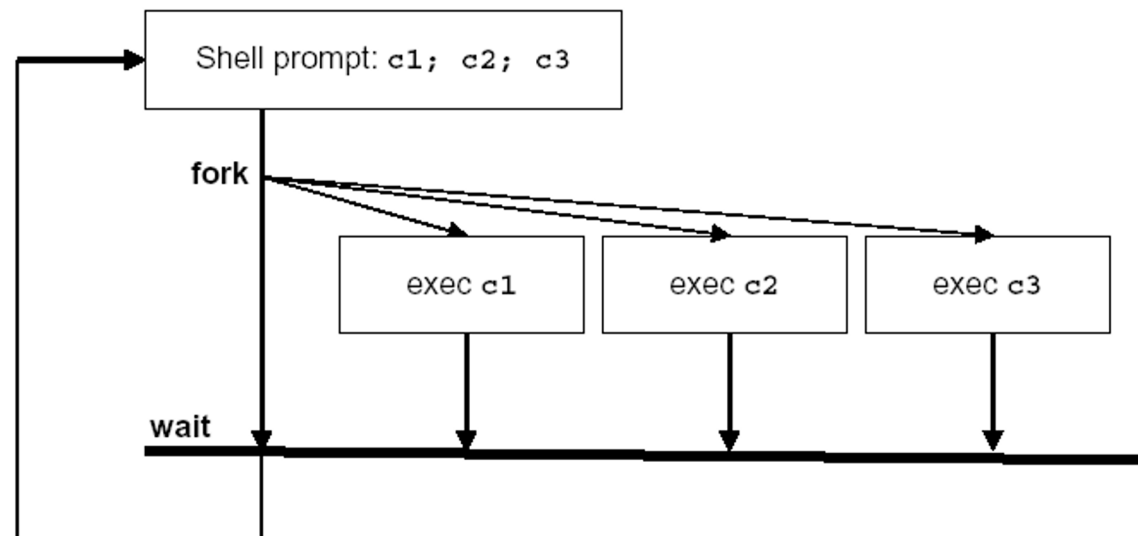 Shell prompt: c1; c2; c3
fork
exec c1
exec c2
exec c3
wait